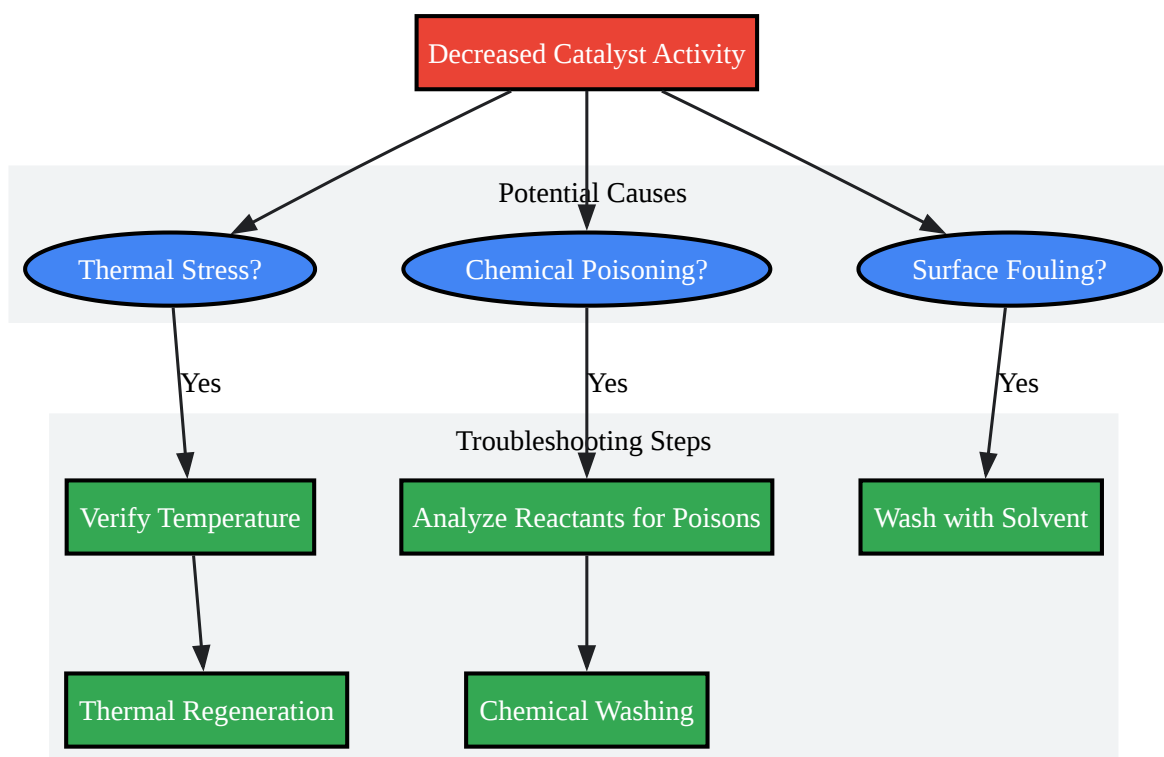 Decreased Catalyst Activity
Potential Causes
Thermal Stress?
Chemical Poisoning?
Surface Fouling?
Yes
Yes
Yes
Troubleshooting Steps
Verify Temperature
Analyze Reactants for Poisons
Wash with Solvent
Thermal Regeneration
Chemical Washing